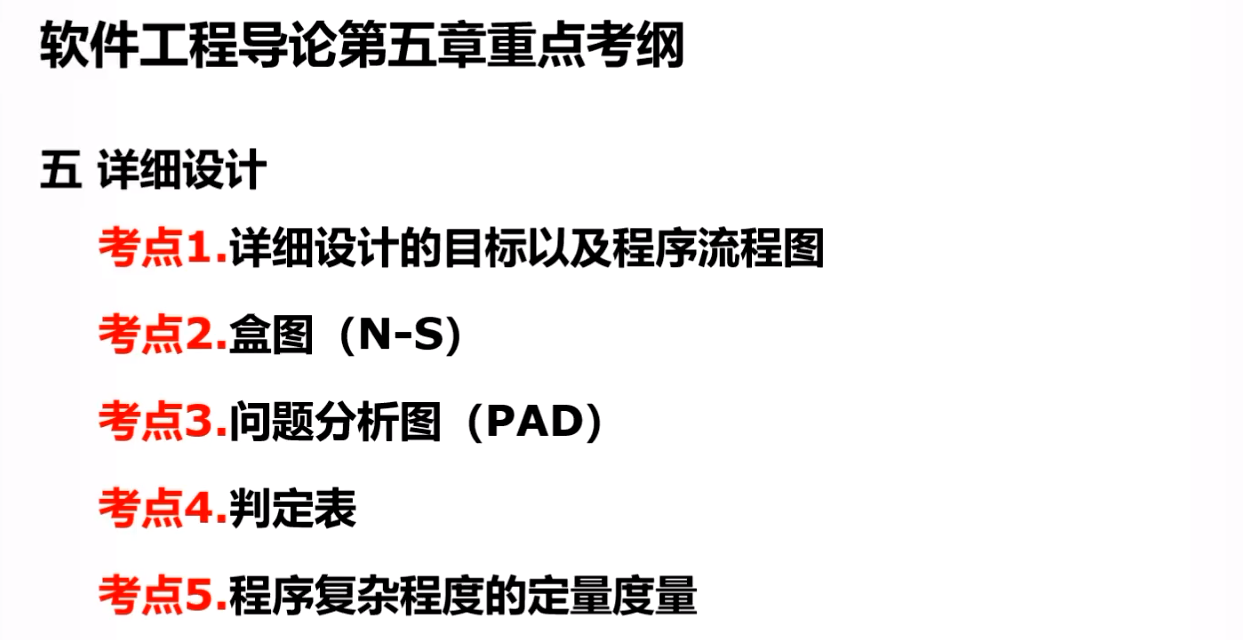 软件工程导论第五章重点考纲
五 详细设计
考点1.详细设计的目标以及程序流程图
考点2.盒图（N-S）
考点3.问题分析图（PAD）
考点4.判定表
考点5.程序复杂程度的定量度量